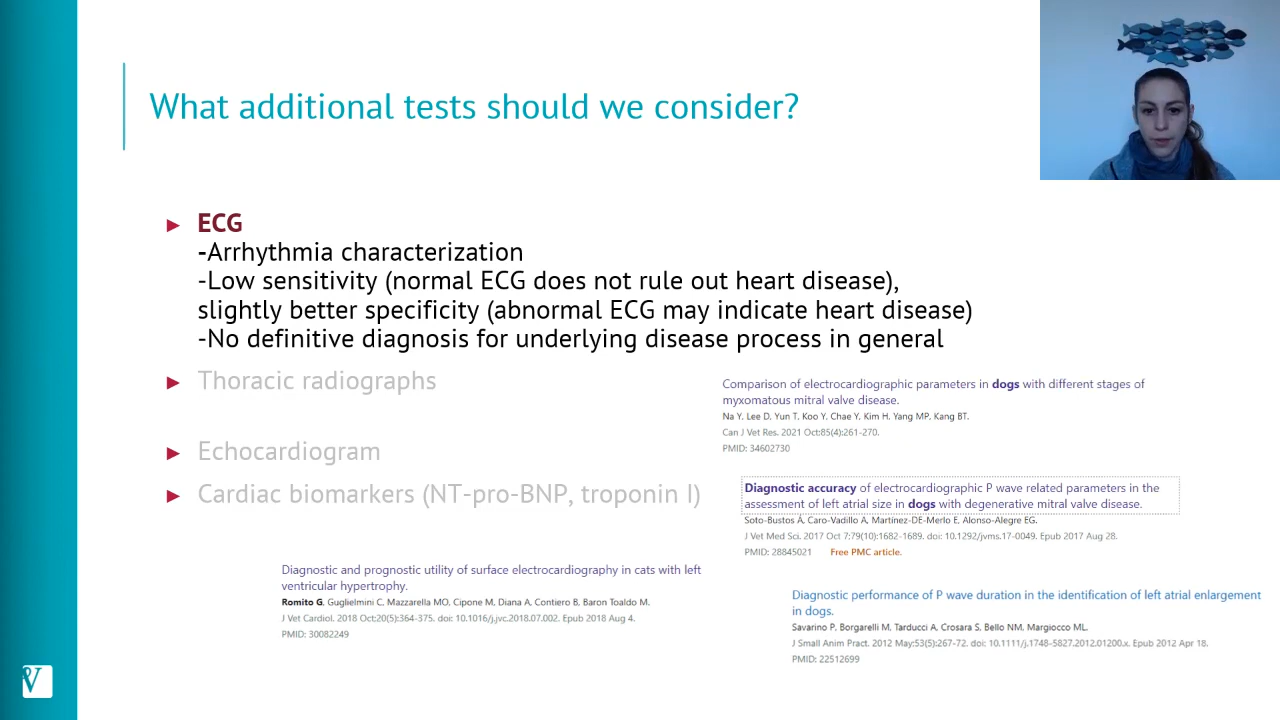 What additional tests should we consider?
► ECG
-Arrhythmia characterization
-Low sensitivity (normal ECG does not rule out heart disease),
slightly better specificity (abnormal ECG may indicate heart disease)
-No definitive diagnosis for underlying disease process in general
► Thoracic radiographs
► Echocardiogram
► Cardiac biomarkers (NT-pro-BNP, troponin I)
Comparison of electrocardiographic parameters in dogs with different stages of
myxomatous mitral valve disease.
Na Y, Lee D, Yun T, Koo Y, Chae Y, Kim H, Yang MP, Kang BT.
Can J Vet Res. 2021 Oct;85(4):261-270.
PMID: 34602730
Diagnostic accuracy of electrocardiographic P wave related parameters in the
assessment of left atrial size in dogs with degenerative mitral valve disease.
Soto-Bustos Á, Caro-Vadillo A, Martínez-DE-Merlo E, Alonso-Alegre EG.
J Vet Med Sci. 2017 Oct 7;79(10):1682-1689. doi: 10.1292/jvms.17-0049. Epub 2017 Aug 28.
PMID: 28845021 Free PMC article.
Diagnostic and prognostic utility of surface electrocardiography in cats with left
ventricular hypertrophy.
Romito G, Guglielmini C, Mazzarella MO, Cipone M, Diana A, Contiero B, Baron Toaldo M.
J Vet Cardiol. 2018 Oct;20(5):364-375. doi: 10.1016/j.jvc.2018.07.002. Epub 2018 Aug 4.
PMID: 30082249
Diagnostic performance of P wave duration in the identification of left atrial enlargement
in dogs.
Savarino P, Borgarelli M, Tarducci A, Crosara S, Bello NM, Margiocco ML.
J Small Anim Pract. 2012 May;53(5):267-72. doi: 10.1111/j.1748-5827.2012.01200.x. Epub 2012 Apr 18.
PMID: 22512699